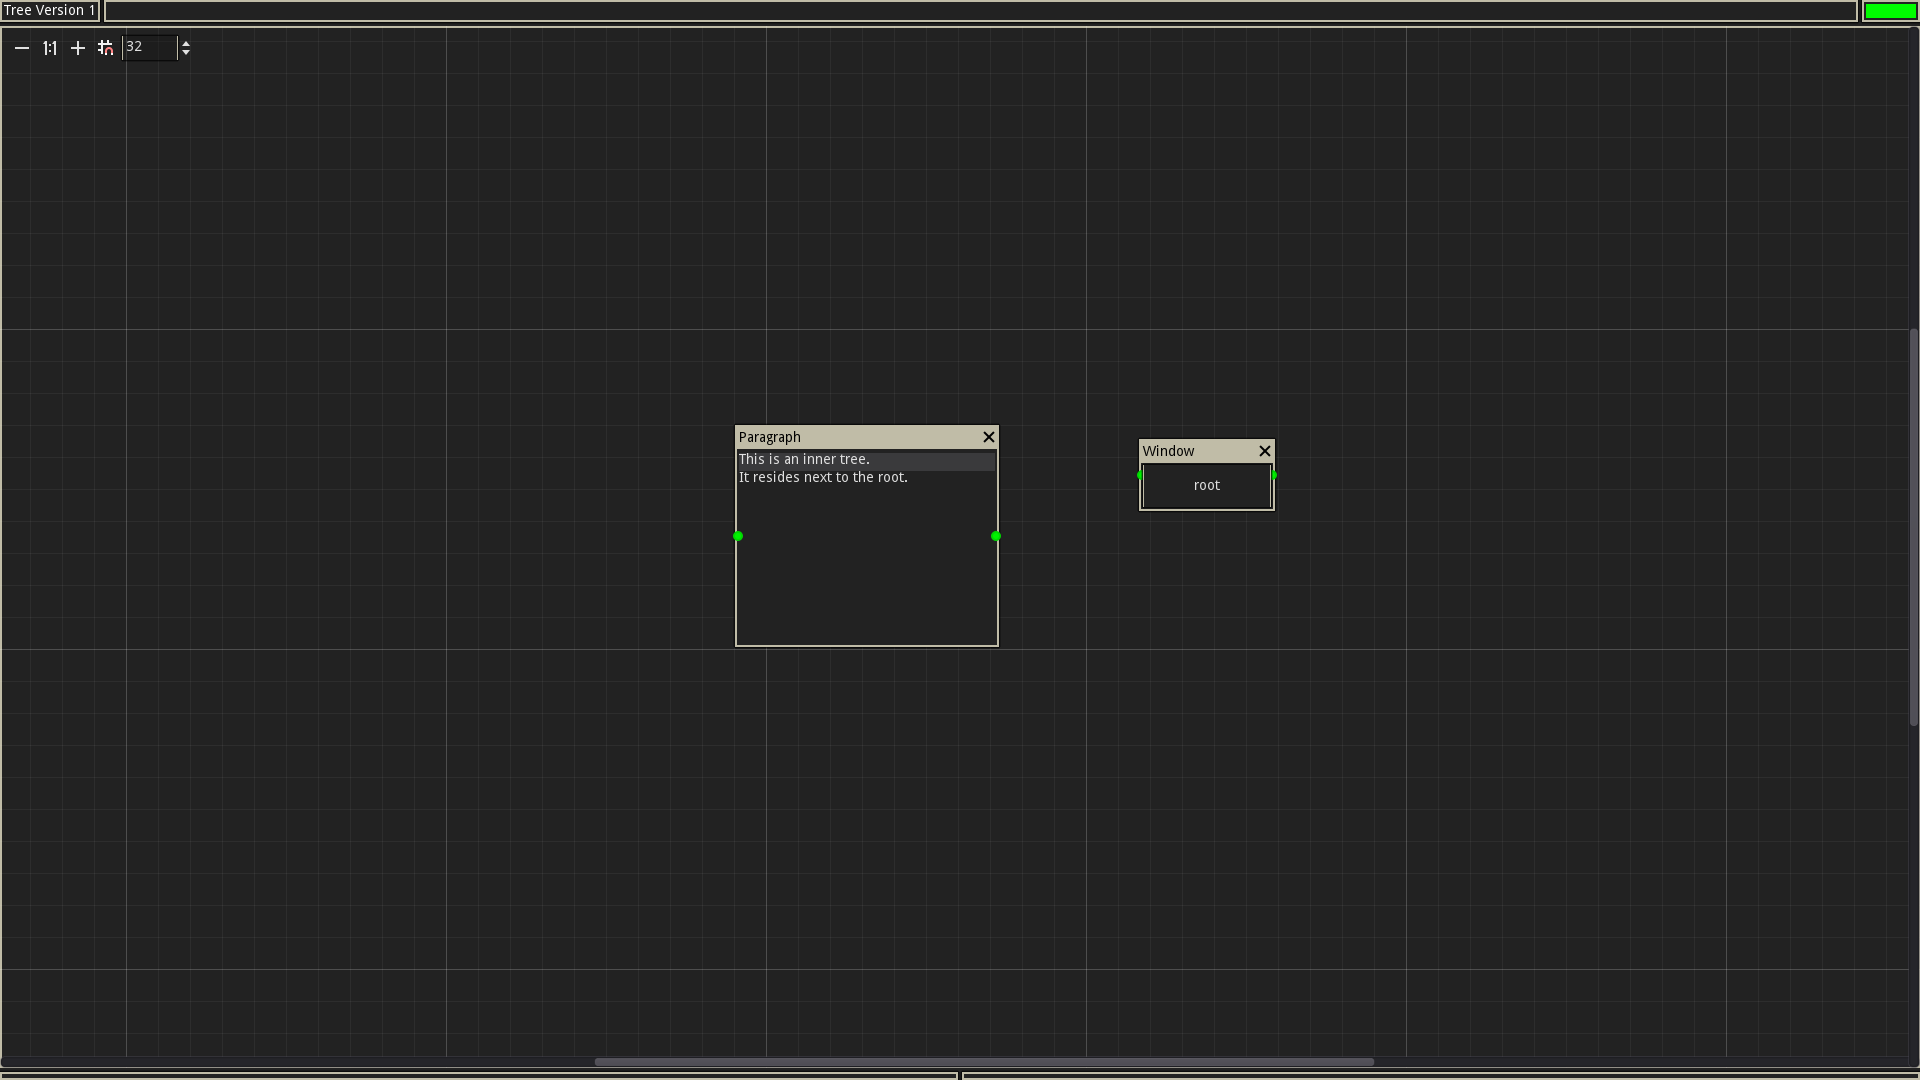 Tree Version 1
1:1
32
Paragraph
This is an inner tree.
It resides next to the root.
Window
root